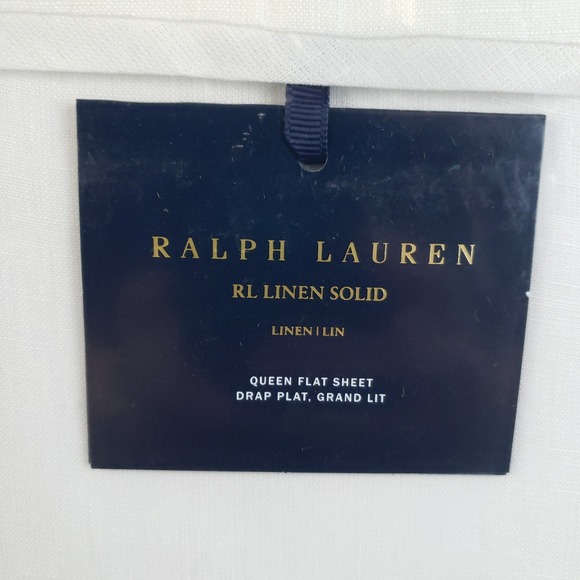 RALPH LAUREN
RL LINEN SOLID
LINEN | LIN
QUEEN FLAT SHEET
DRAP PLAT, GRAND LIT